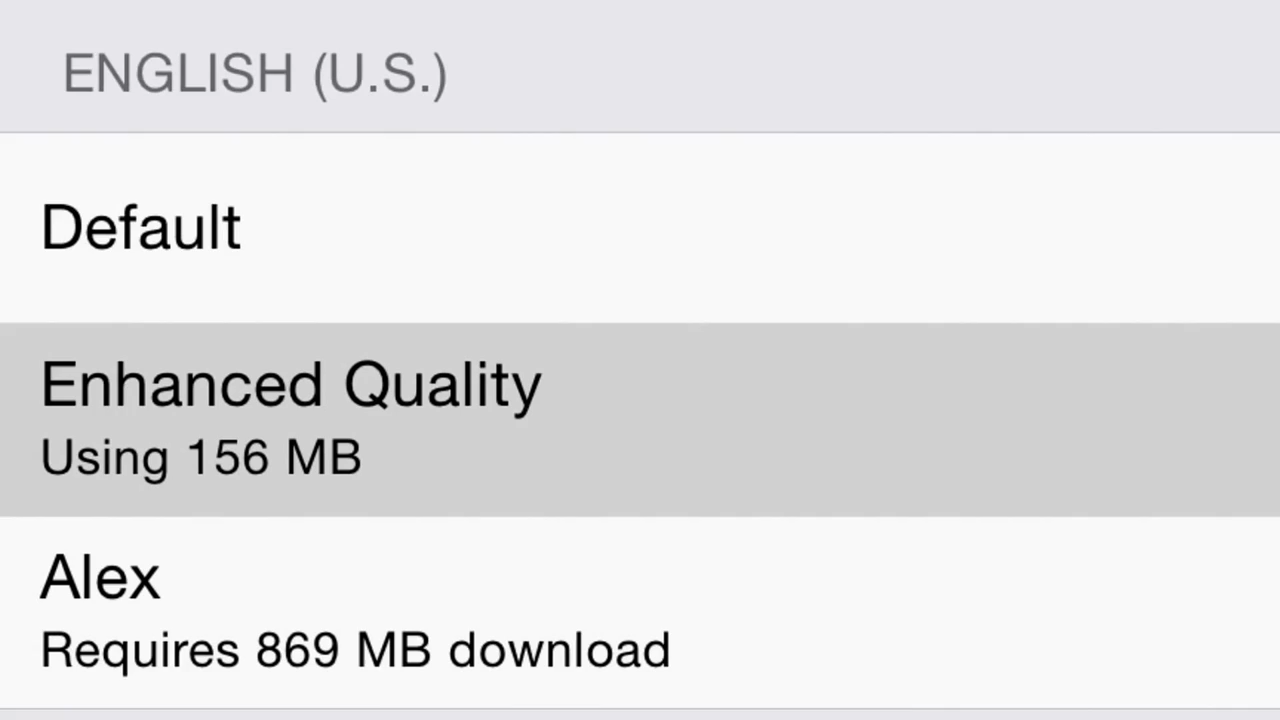 ENGLISH (U.S.)
Default
Enhanced Quality
Using 156 MB
Alex
Requires 869 MB download